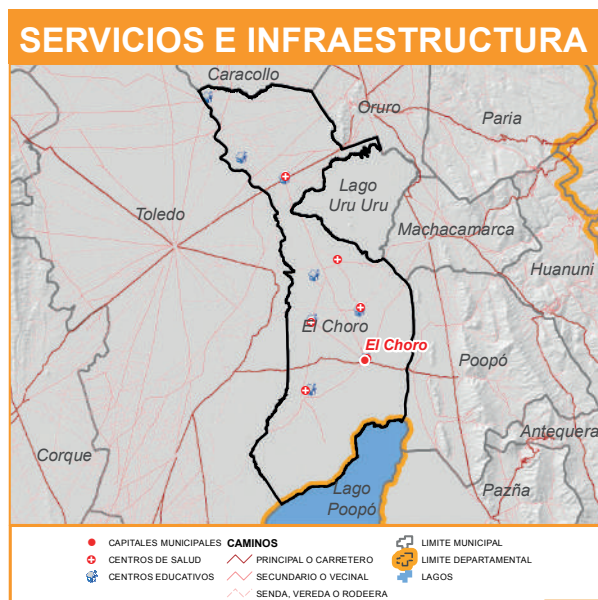 SERVICIOS E INFRAESTRUCTURA
Caracollo
Oruro
Paria
Lago
Uru Uru
Toledo
Machacamarca
Huanuni
El Choro
El Choro
Poopó
Antequera
Corque
Lago
Poopó
Pazña
CAPITALES MUNICIPALES
CENTROS DE SALUD
CENTROS EDUCATIVOS
CAMINOS
PRINCIPAL O CARRETERO
SECUNDARIO O VECINAL
SENDA, VEREDA O RODEERA
LIMITE MUNICIPAL
LIMITE DEPARTAMENTAL
LAGOS